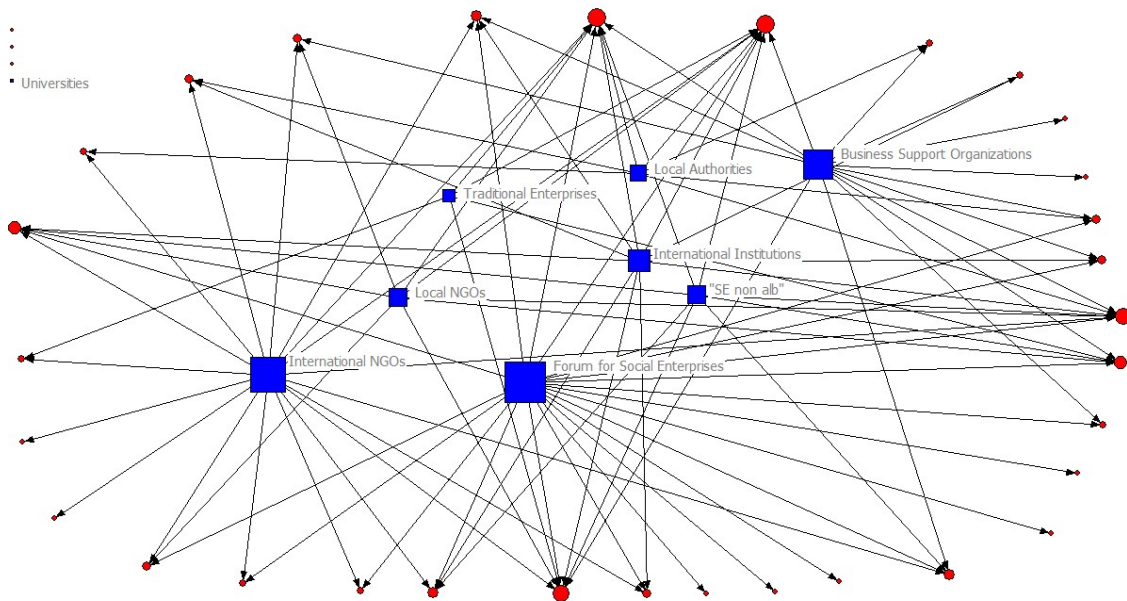 Universities
Business Support Organizations
Local Authorities
Traditional Enterprises
International Institutions
Local NGOs
"SE non alb"
International NGOs
Forum for Social Enterprises